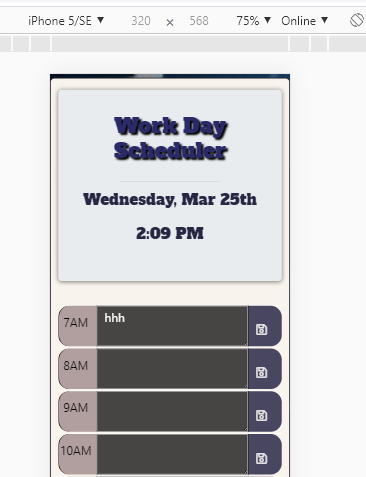 iPhone 5/SE ▼ 320 x 568 75% ▼ Online ▼
Work Day
Scheduler
Wednesday, Mar 25th
2:09 PM
7AM hhh
8AM
9AM
10AM